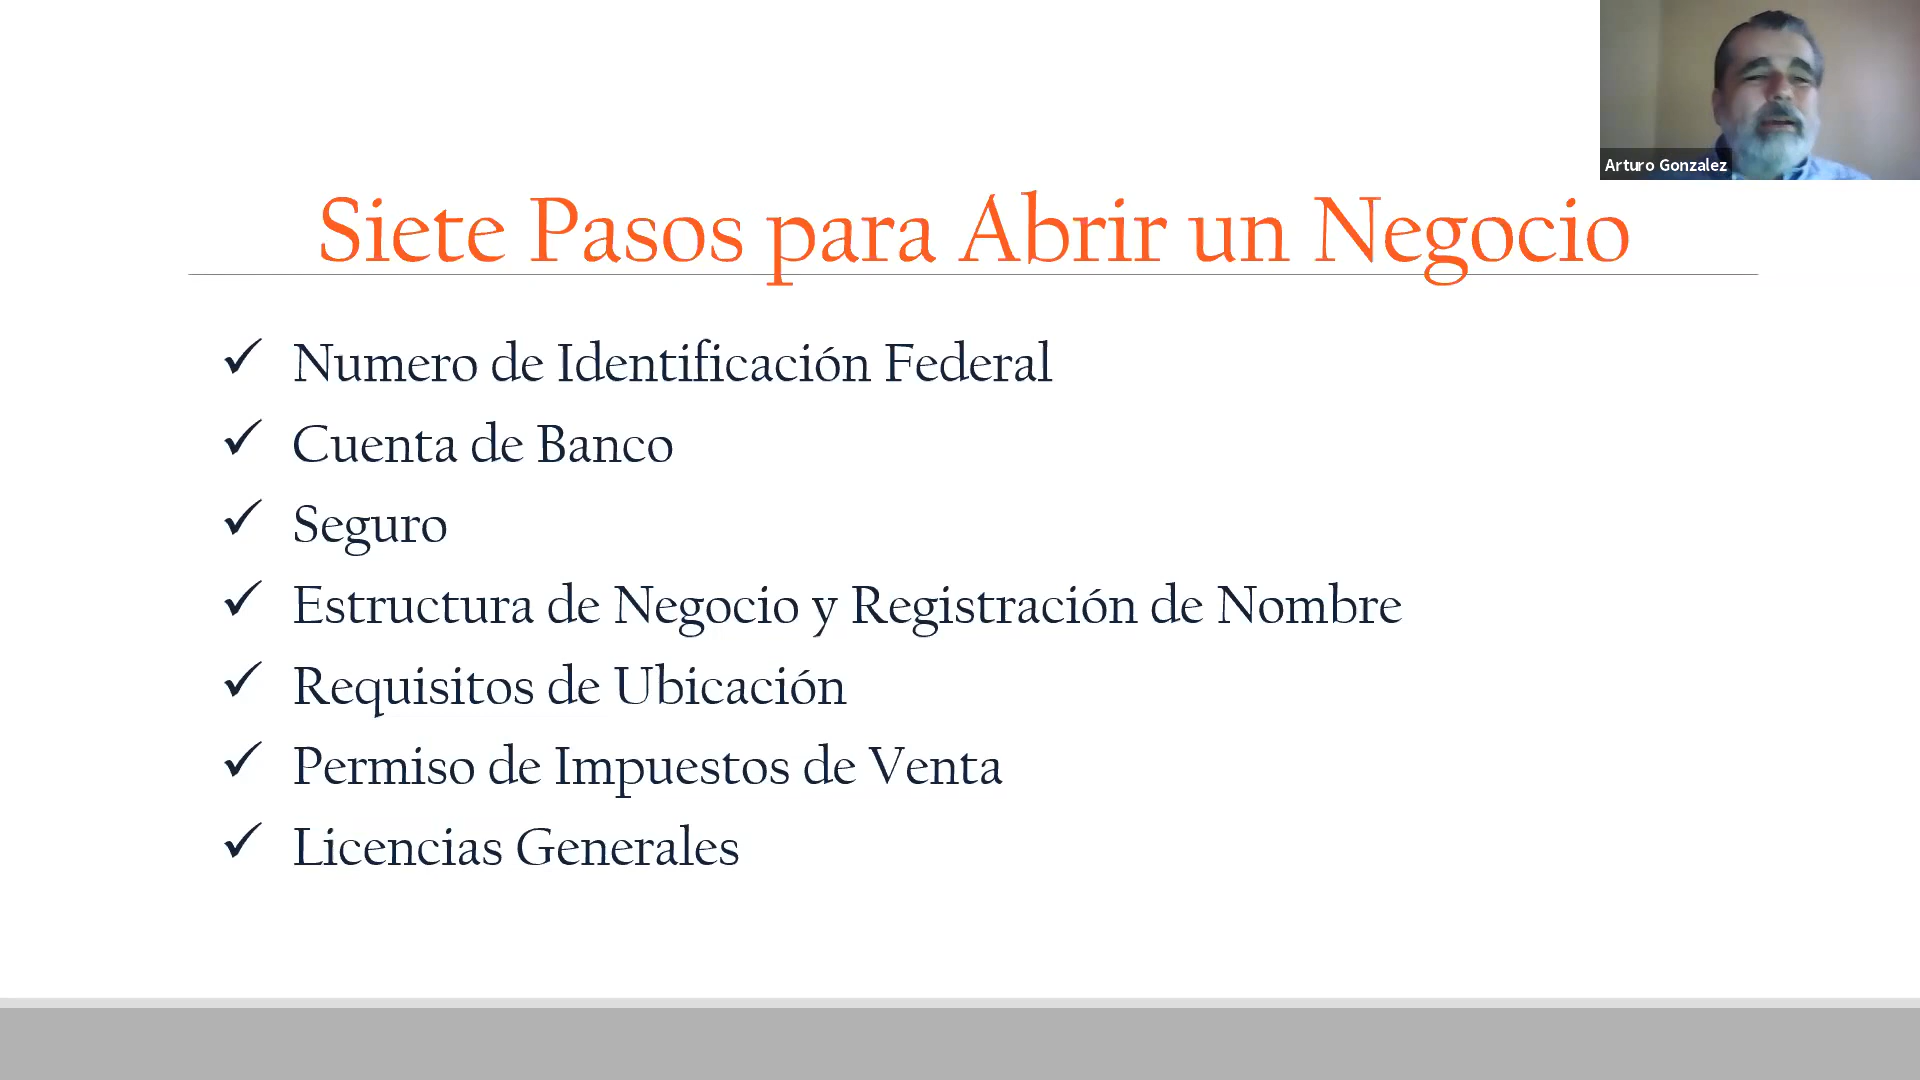 Arturo Gonzalez
Siete Pasos para Abrir un Negocio
Numero de Identificación Federal
Cuenta de Banco
Seguro
Estructura de Negocio y Registración de Nombre
Requisitos de Ubicación
Permiso de Impuestos de Venta
Licencias Generales